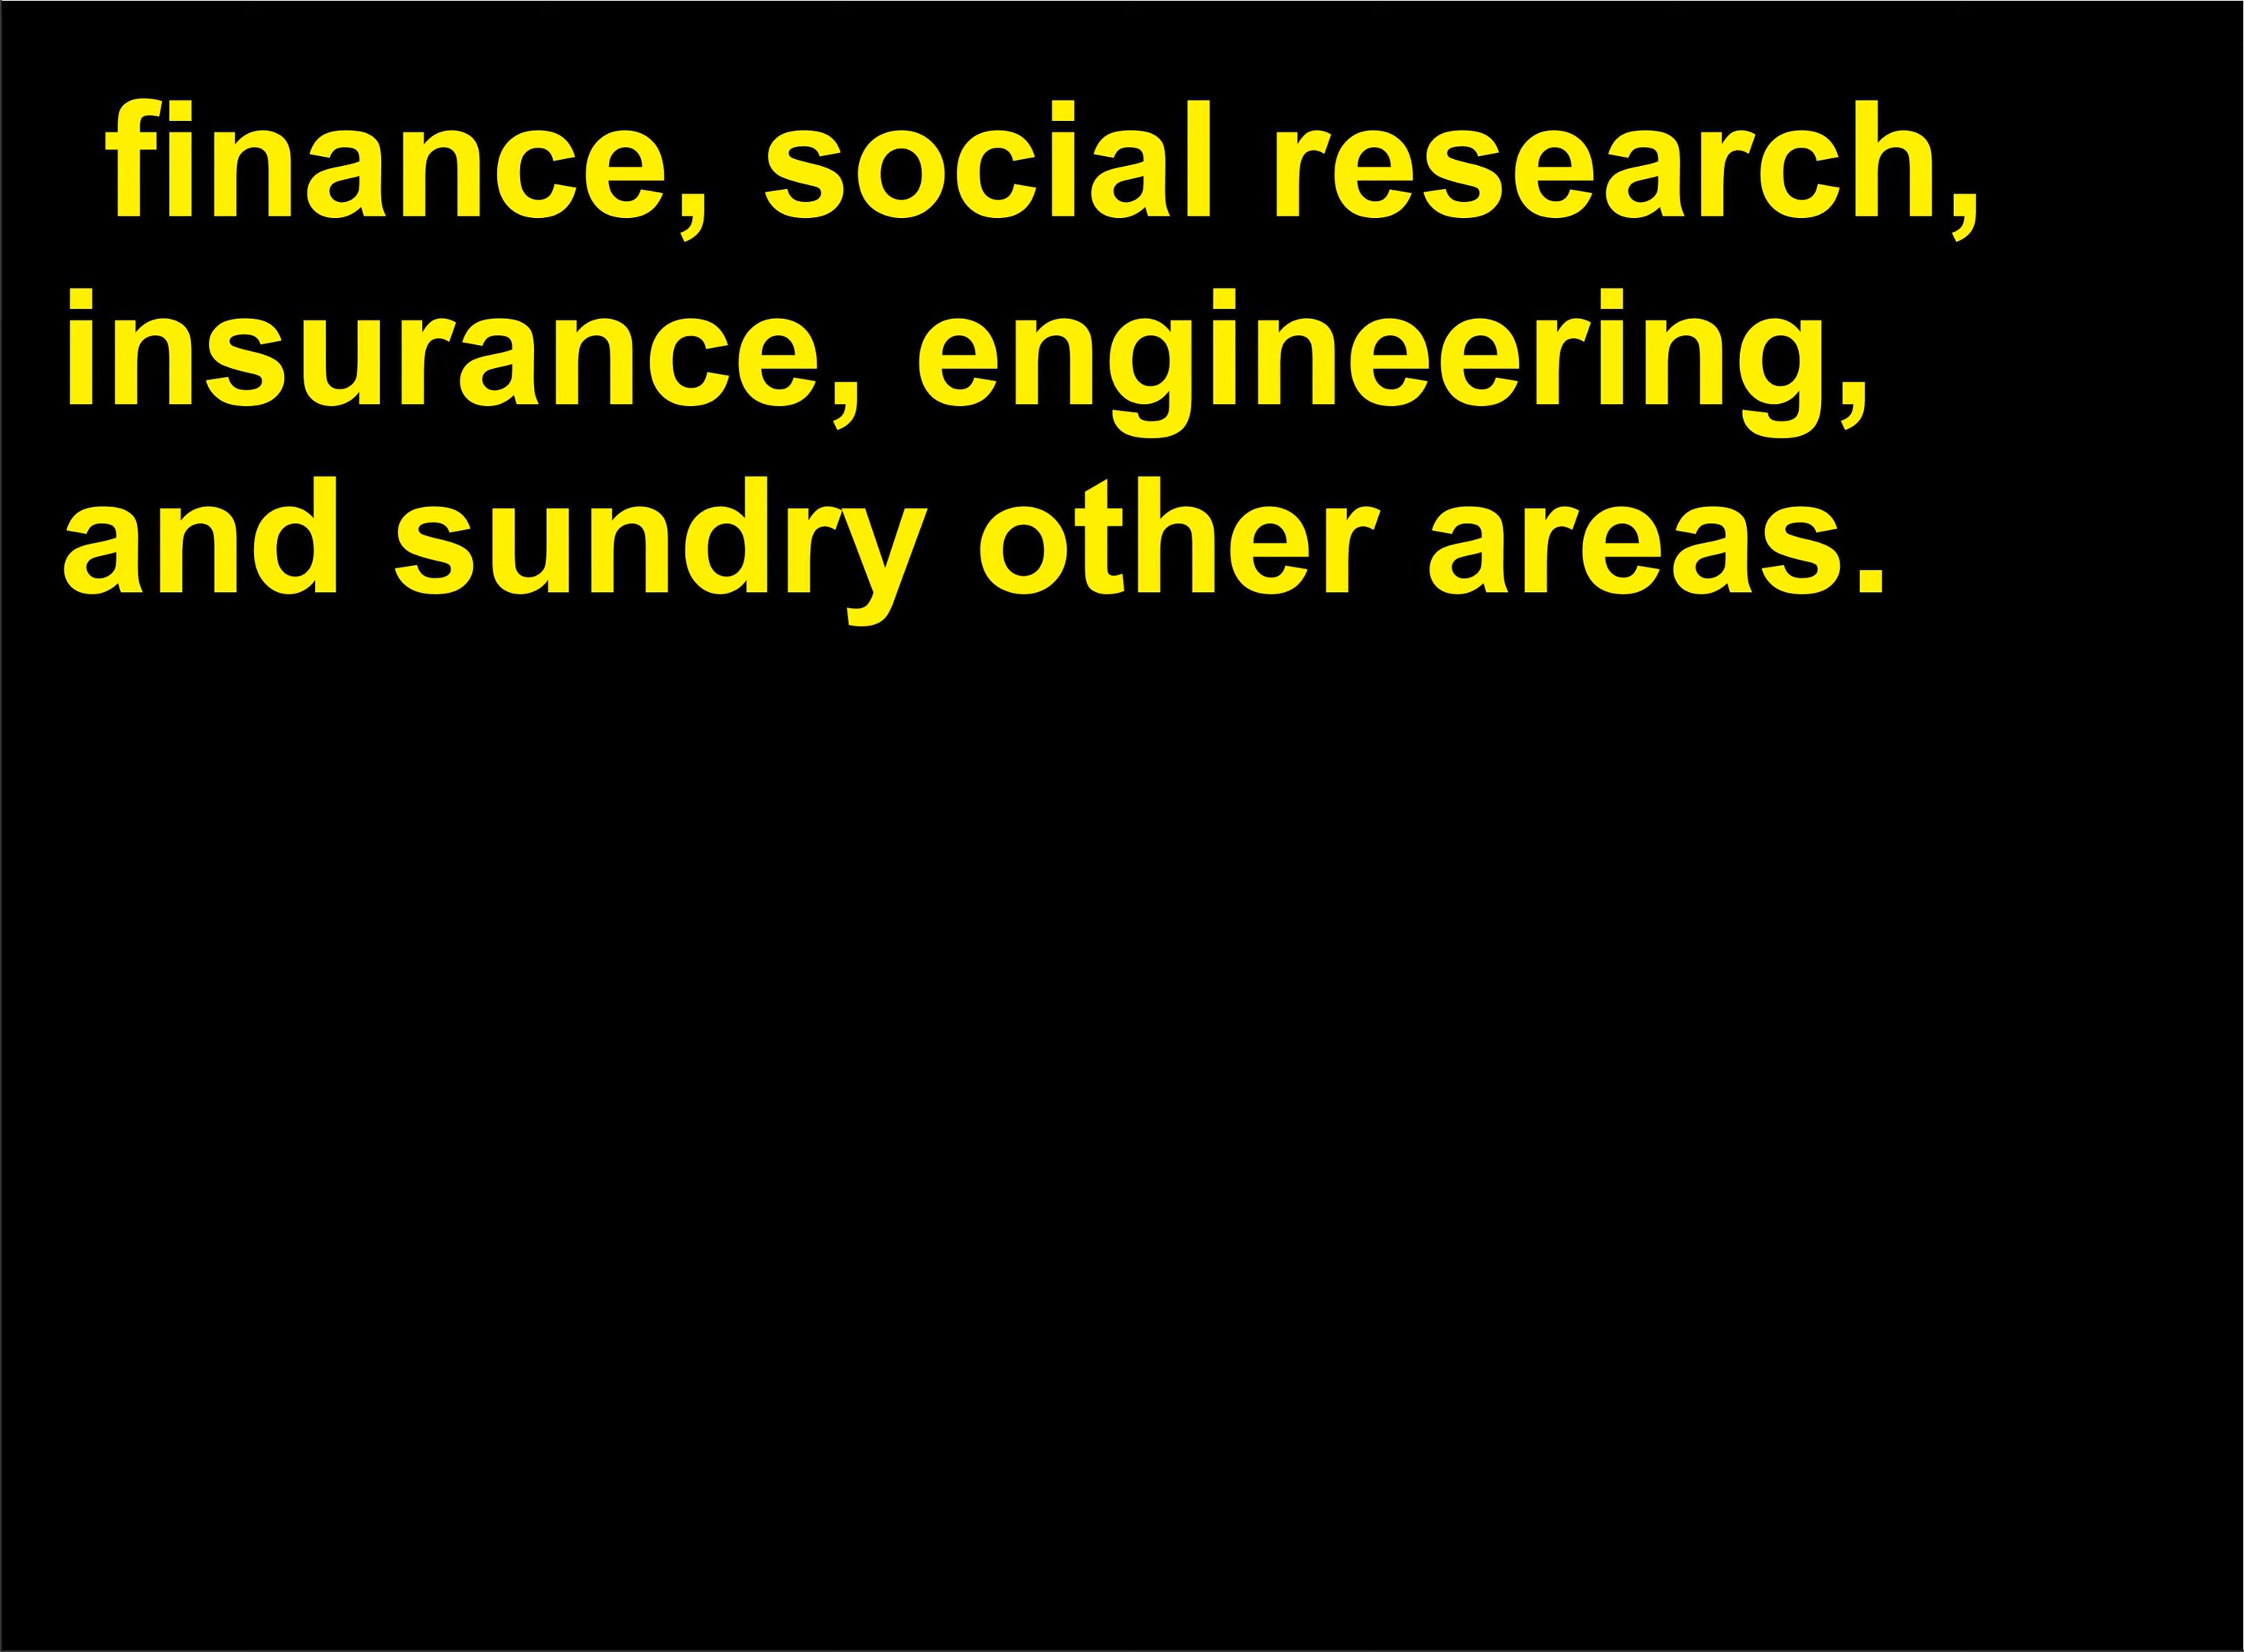 finance, social research,
insurance, engineering,
and sundry other areas.